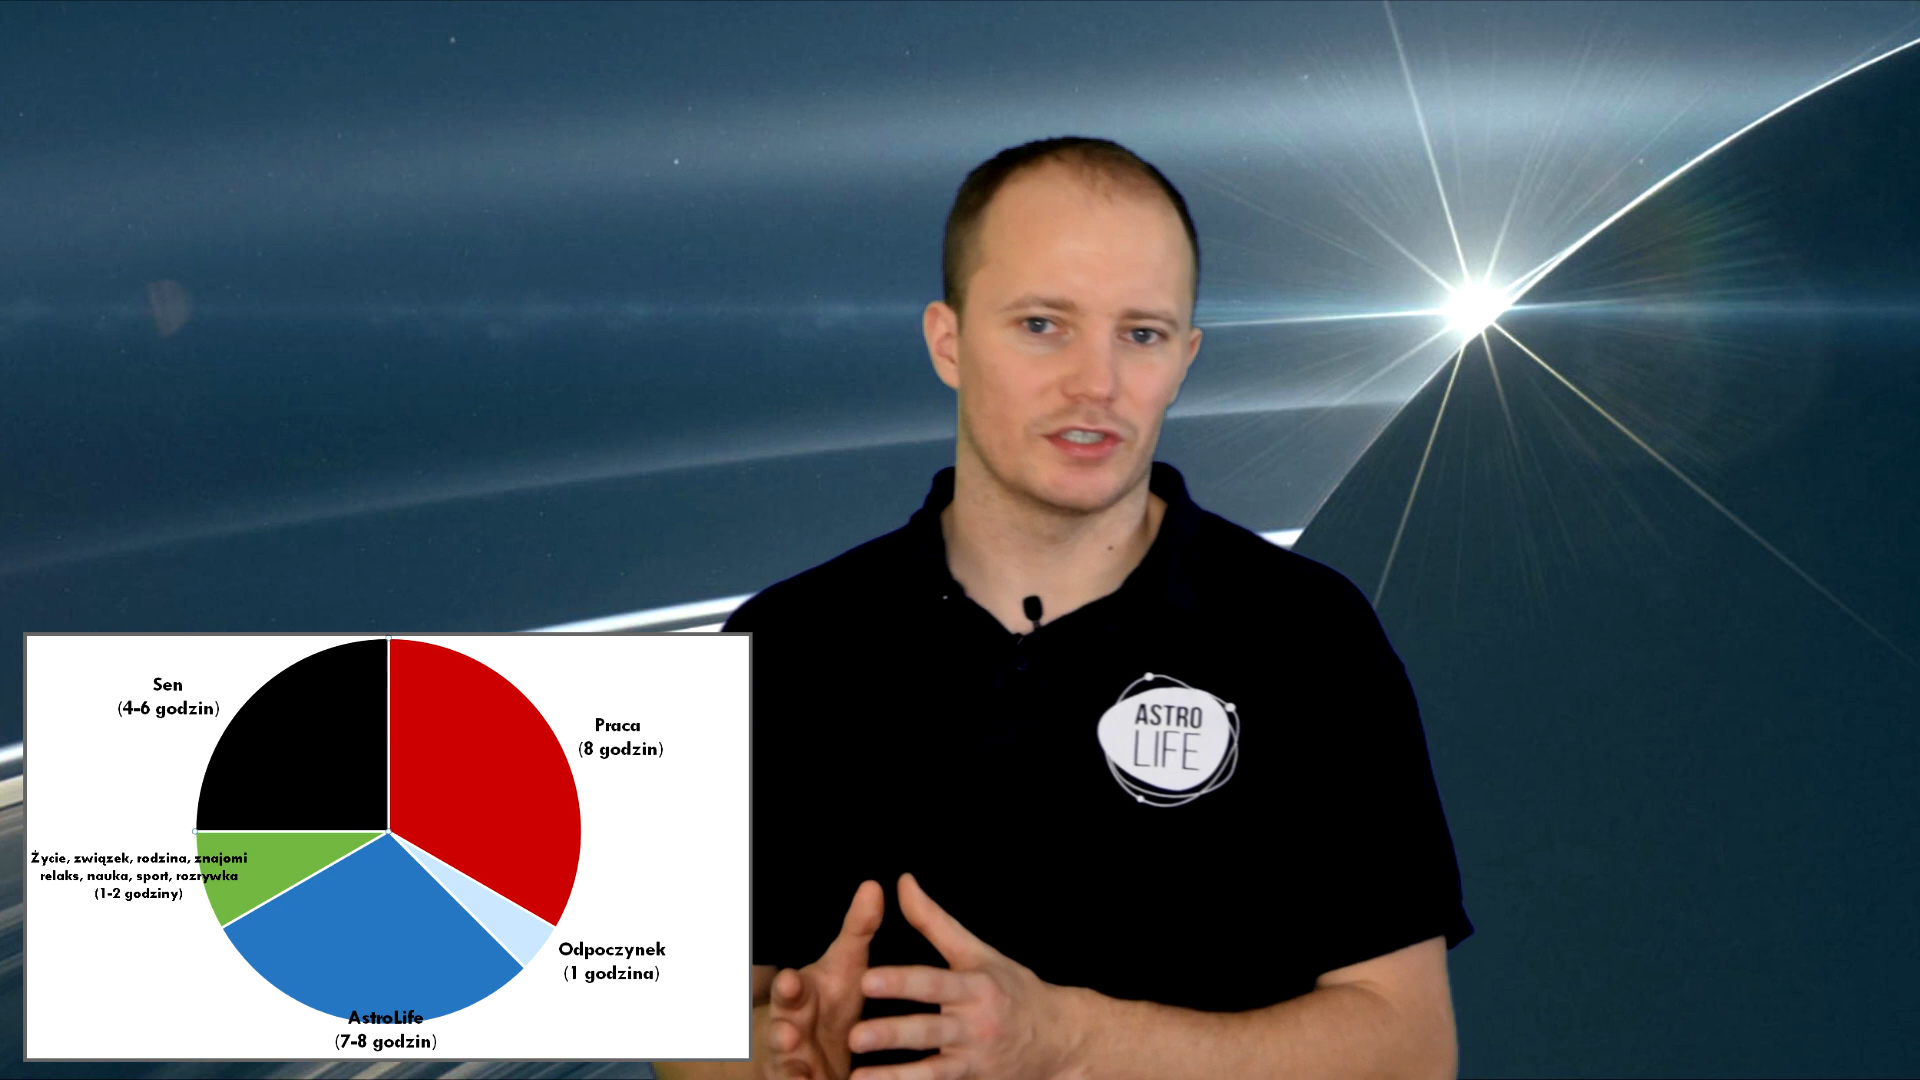 Sen
(4-6 godzin)
Praca
(8 godzin)
Życie, związek, rodzina, znajomi
relaks, nauka, sport, rozrywka
(1-2 godziny)
Odpoczynek
(1 godzina)
AstroLife
(7-8 godzin)
ASTRO
LIFE